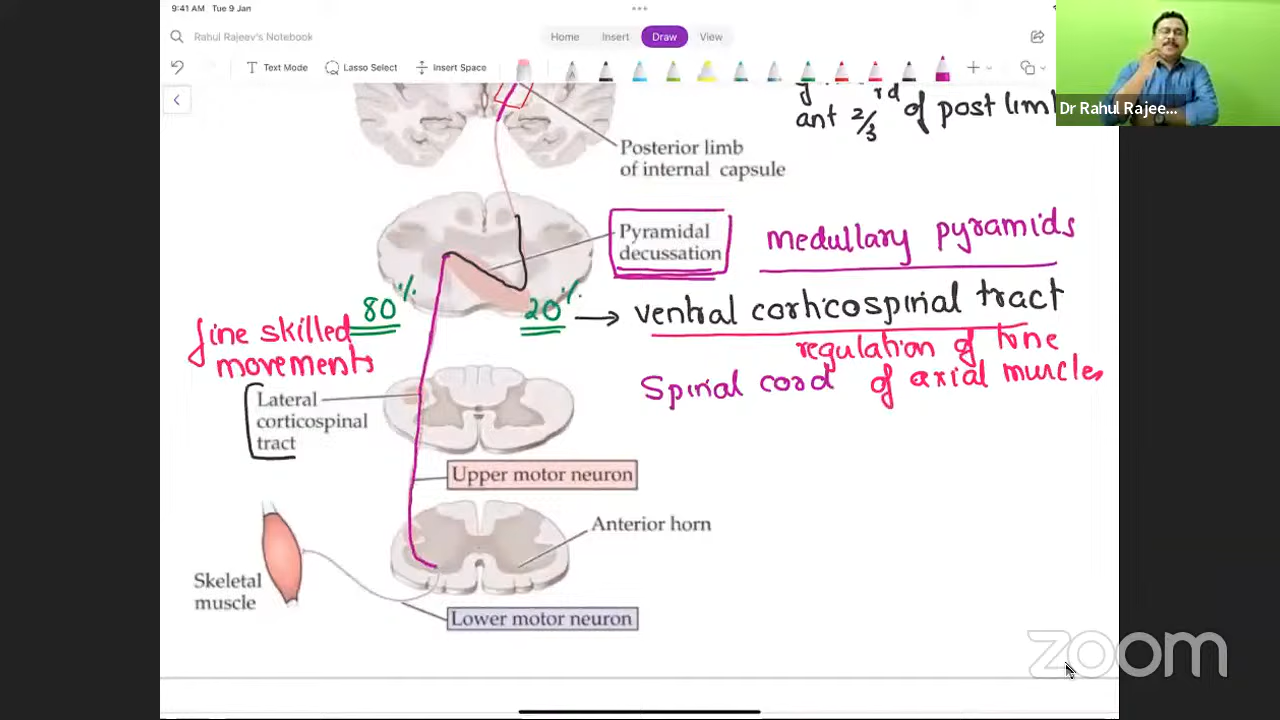 9:41 AM Tue 9 Jan
Rahul Rajeev's Notebook
Home Insert Draw View
Text Mode Lasso Select Insert Space
Dr Rahul Rajee...
rd
ant 2/3 of post limb
Posterior limb
of internal capsule
Pyramidal
decussation
medullary pyramids
80%
20% → ventral corticospinal tract
fine skilled
movements
regulation of tone
of axial muscles
Spinal cord
Lateral
corticospinal
tract
Upper motor neuron
Anterior horn
Skeletal
muscle
Lower motor neuron
zoom